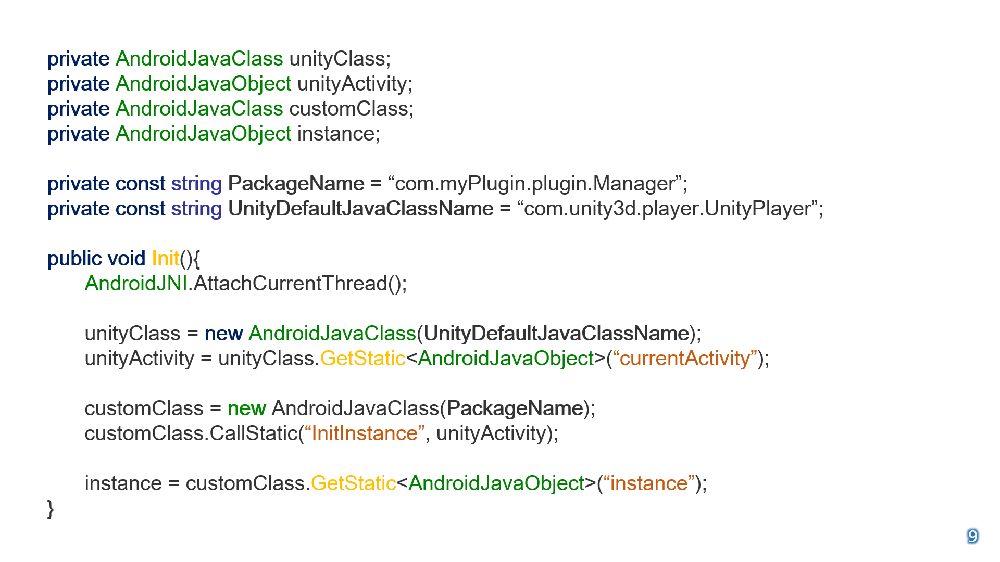 private AndroidJavaClass unityClass;
private AndroidJavaObject unityActivity;
private AndroidJavaClass customClass;
private AndroidJavaObject instance;
private const string PackageName = “com.myPlugin.plugin.Manager”;
private const string UnityDefaultJavaClassName = “com.unity3d.player.UnityPlayer”;
public void Init(){
AndroidJNI.AttachCurrentThread();
unityClass = new AndroidJavaClass(UnityDefaultJavaClassName);
unityActivity = unityClass.GetStatic<AndroidJavaObject>(“currentActivity”);
customClass = new AndroidJavaClass(PackageName);
customClass.CallStatic(“InitInstance”, unityActivity);
instance = customClass.GetStatic<AndroidJavaObject>(“instance”);
}
9